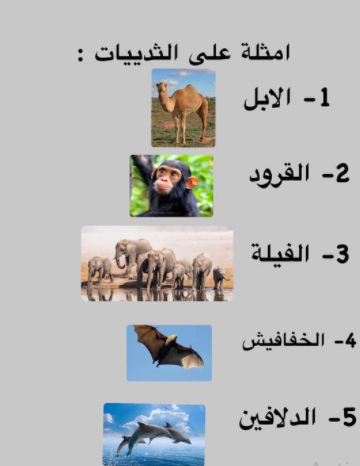 امثلة على الثدييات :
1- الابل
2- القرود
3- الفيلة
4- الخفافيش
5- الدلافين